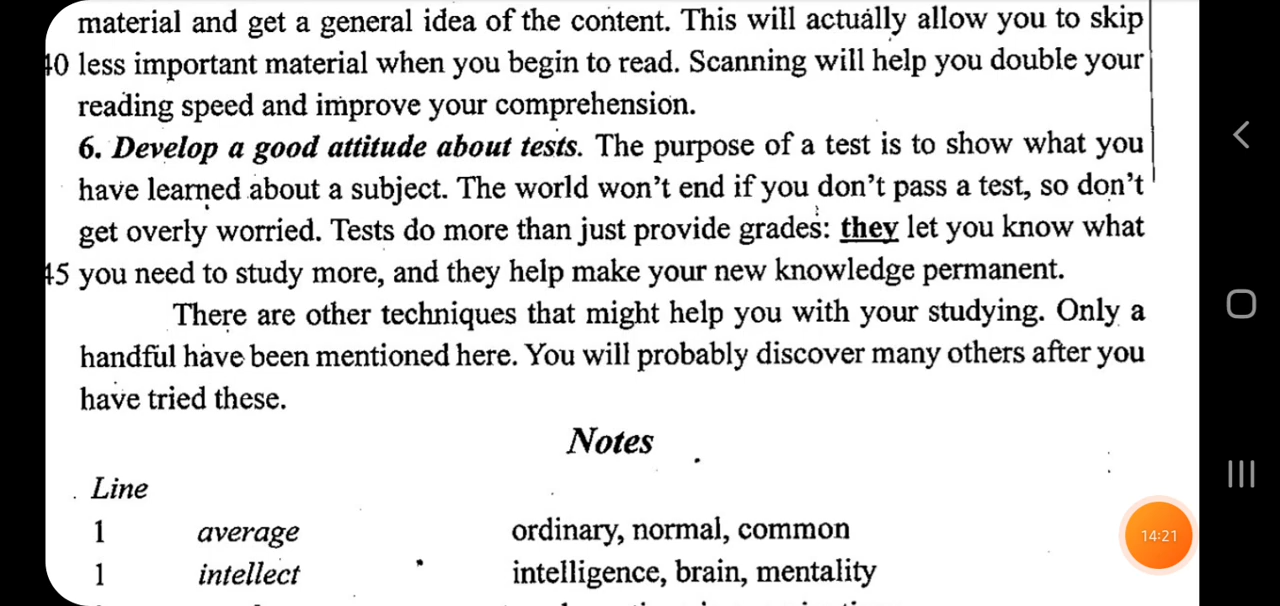 material and get a general idea of the content. This will actually allow you to skip
40 less important material when you begin to read. Scanning will help you double your
reading speed and improve your comprehension.
6. Develop a good attitude about tests. The purpose of a test is to show what you
have learned about a subject. The world won't end if you don't pass a test, so don't
get overly worried. Tests do more than just provide grades: they let you know what
45 you need to study more, and they help make your new knowledge permanent.
There are other techniques that might help you with your studying. Only a
handful have been mentioned here. You will probably discover many others after you
have tried these.
Notes
Line
1 average ordinary, normal, common
1 intellect intelligence, brain, mentality
14:21